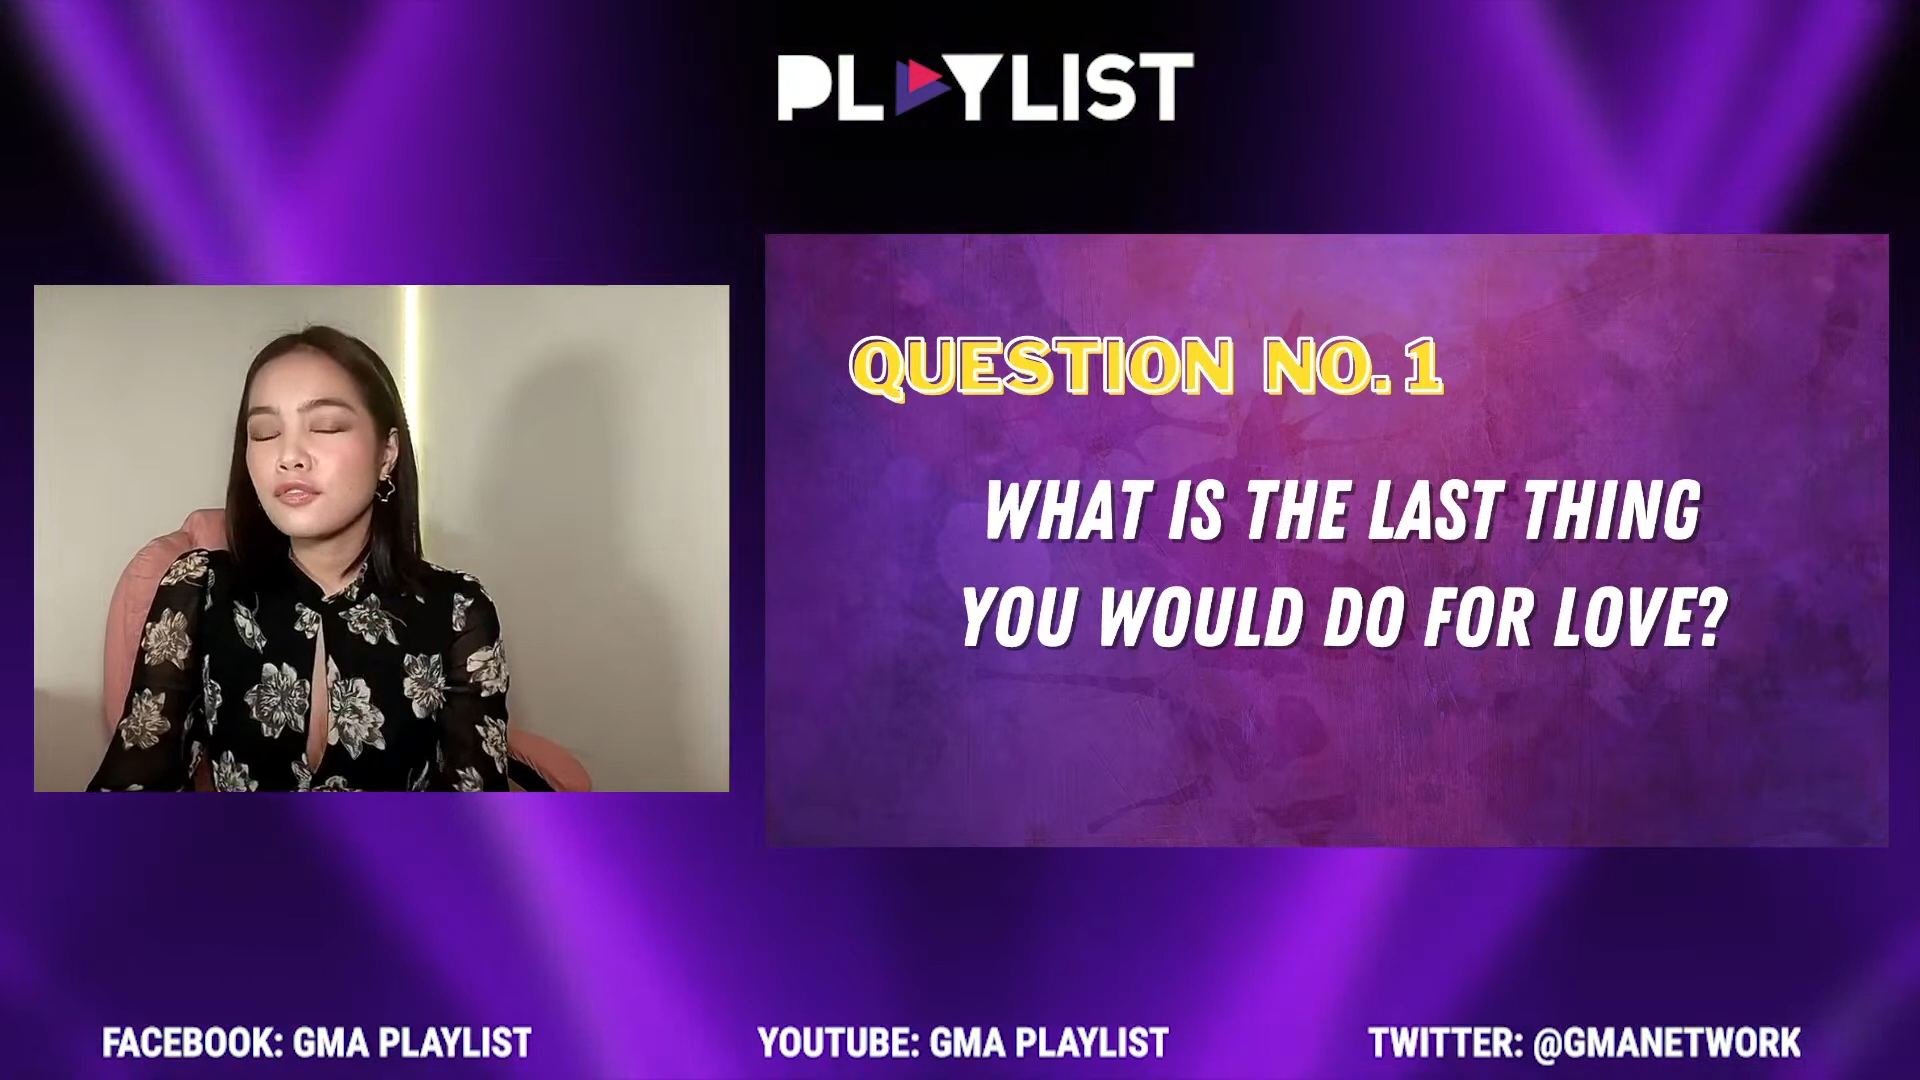 PLAYLIST
QUESTION NO. 1
WHAT IS THE LAST THING
YOU WOULD DO FOR LOVE?
FACEBOOK: GMA PLAYLIST
YOUTUBE: GMA PLAYLIST
TWITTER: @GMANETWORK